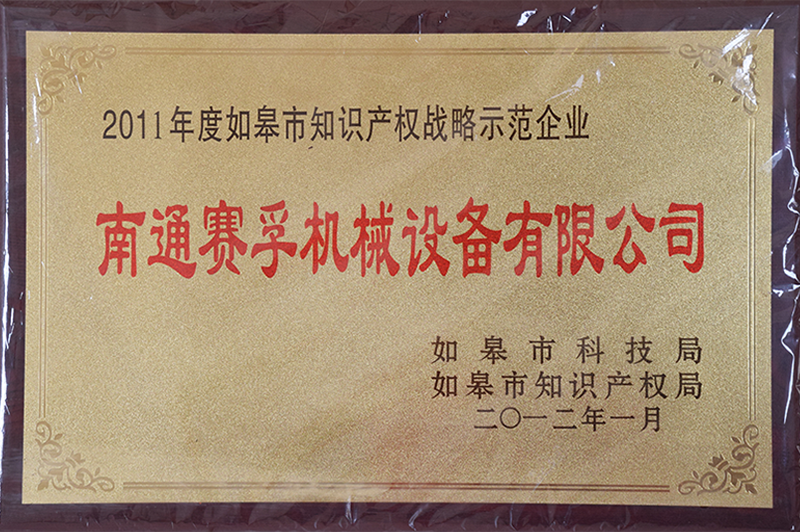 2011年度如皋市知识产权战略示范企业
南通赛孚机械设备有限公司
如皋市科技局
如皋市知识产权局
二〇一二年一月